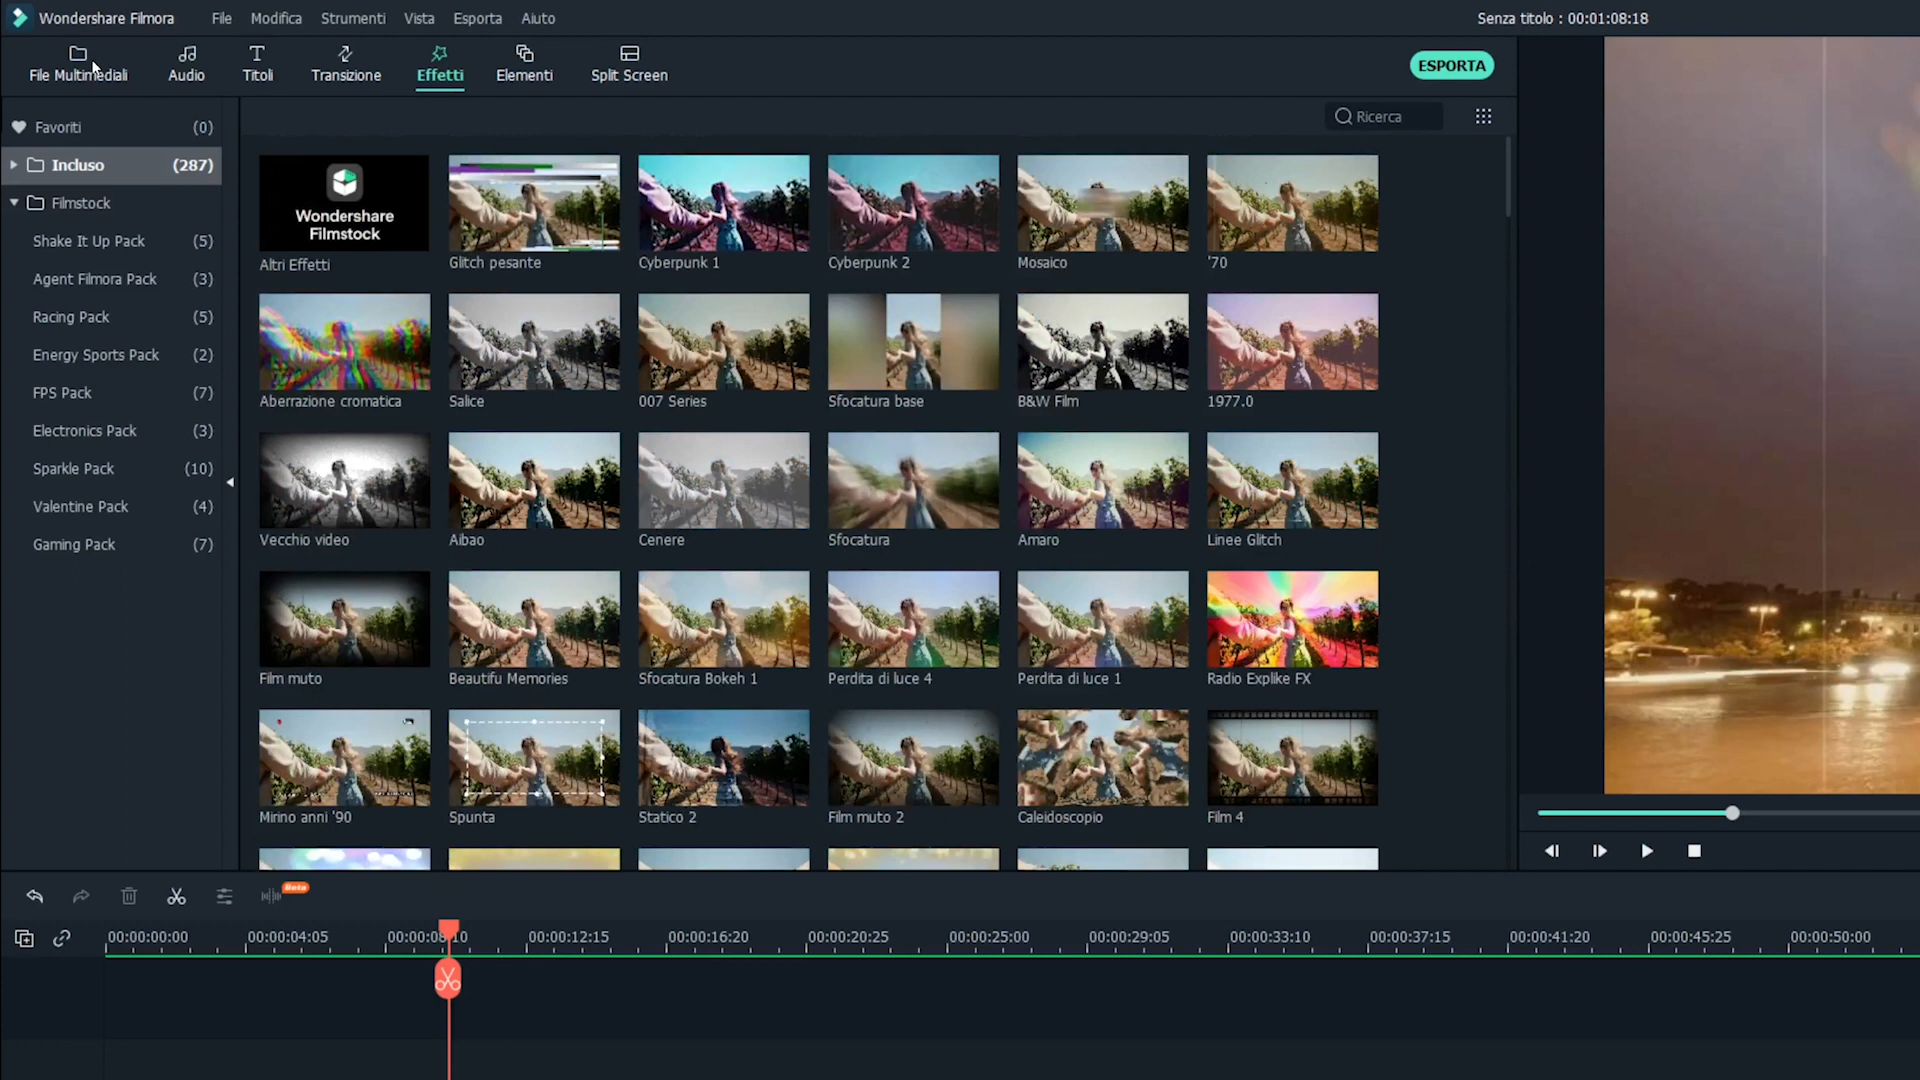 Wondershare Filmora File Modifica Strumenti Vista Esporta Aiuto Senza titolo : 00:01:08:18
File Multimediali Audio Titoli Transizione Effetti Elementi Split Screen ESPORTA
Ricerca
Favoriti (0)
Incluso (287)
Filmstock
Shake It Up Pack (5)
Agent Filmora Pack (3)
Racing Pack (5)
Energy Sports Pack (2)
FPS Pack (7)
Electronics Pack (3)
Sparkle Pack (10)
Valentine Pack (4)
Gaming Pack (7)
Wondershare
Filmstock
Altri Effetti Glitch pesante Cyberpunk 1 Cyberpunk 2 Mosaico '70
Aberrazione cromatica Salice 007 Series Sfocatura base B&W Film 1977.0
Vecchio video Aibao Cenere Sfocatura Amaro Linee Glitch
Film muto Beautifu Memories Sfocatura Bokeh 1 Perdita di luce 4 Perdita di luce 1 Radio Explike FX
Mirino anni '90 Spunta Statico 2 Film muto 2 Caleidoscopio Film 4
Beta
00:00:00:00 00:00:04:05 00:00:08:10 00:00:12:15 00:00:16:20 00:00:20:25 00:00:25:00 00:00:29:05 00:00:33:10 00:00:37:15 00:00:41:20 00:00:45:25 00:00:50:00